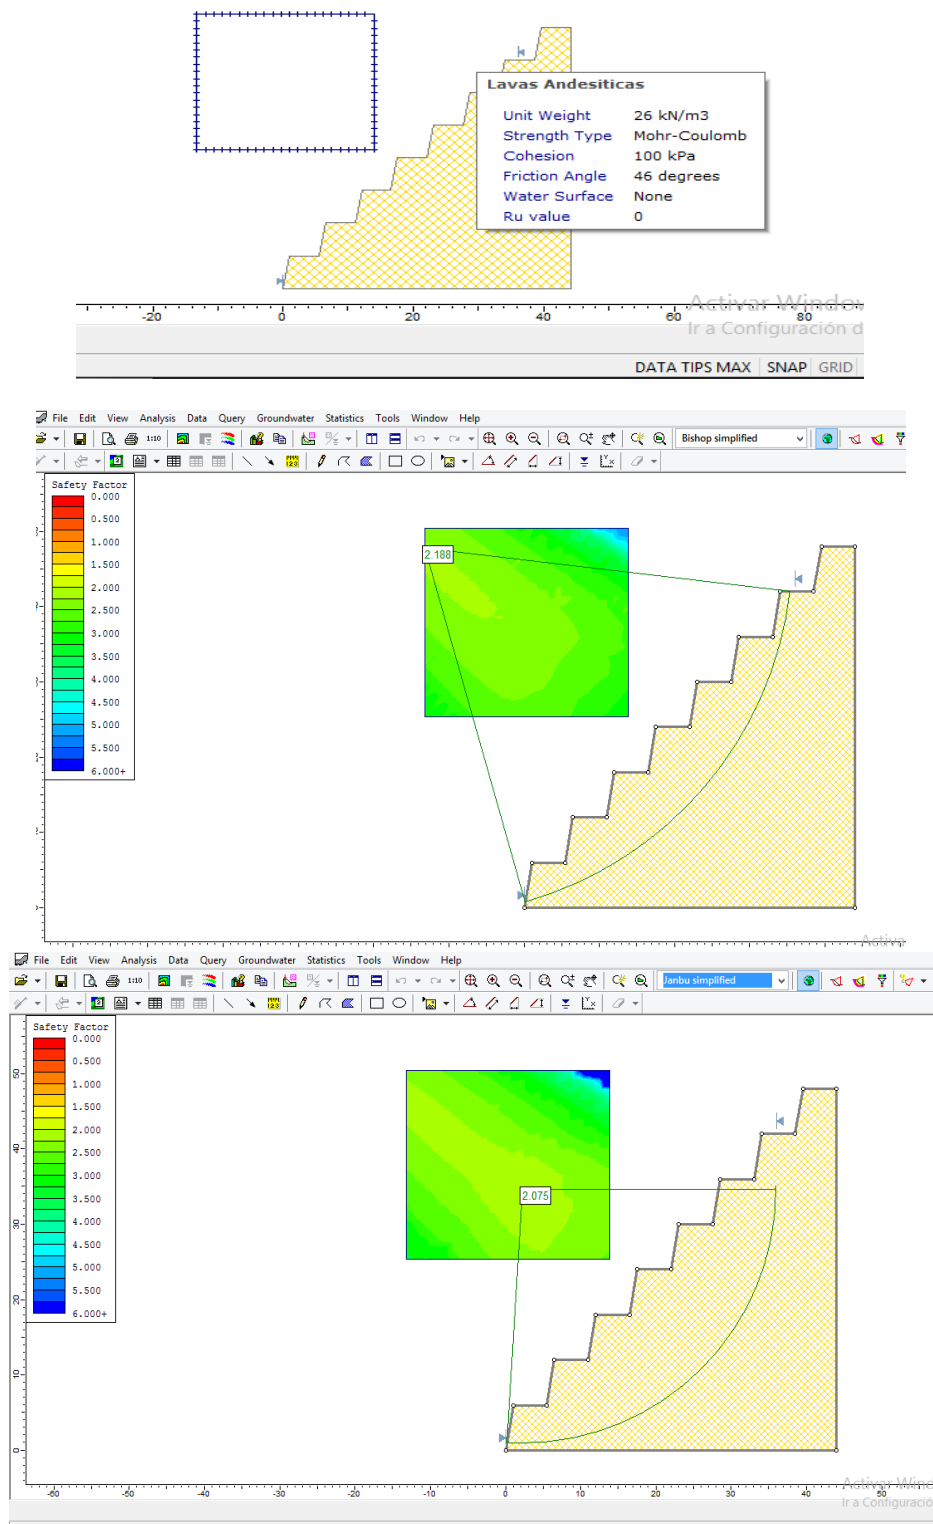 Lavas Andesiticas
Unit Weight 26 kN/m3
Strength Type Mohr-Coulomb
Cohesion 100 kPa
Friction Angle 46 degrees
Water Surface None
Ru value 0
-20 0 20 40 80
Activar Window
Ir a Configuración d
DATA TIPS MAX SNAP GRID
File Edit View Analysis Data Query Groundwater Statistics Tools Window Help
1:10 Bishop simplified
Safety Factor
0.000
0.500
1.000
1.500
2.000
2.500
3.000
3.500
4.000
4.500
5.000
5.500
6.000+
2.188
Activa
File Edit View Analysis Data Query Groundwater Statistics Tools Window Help
1:10 Janbu simplified
Safety Factor
0.000
0.500
1.000
1.500
2.000
2.500
3.000
3.500
4.000
4.500
5.000
5.500
6.000+
2.075
50
40
30
20
10
0
-60 -50 -40 -30 -20 -10 0 10 20 30 40 50
Activar Wind
Ir a Configuració